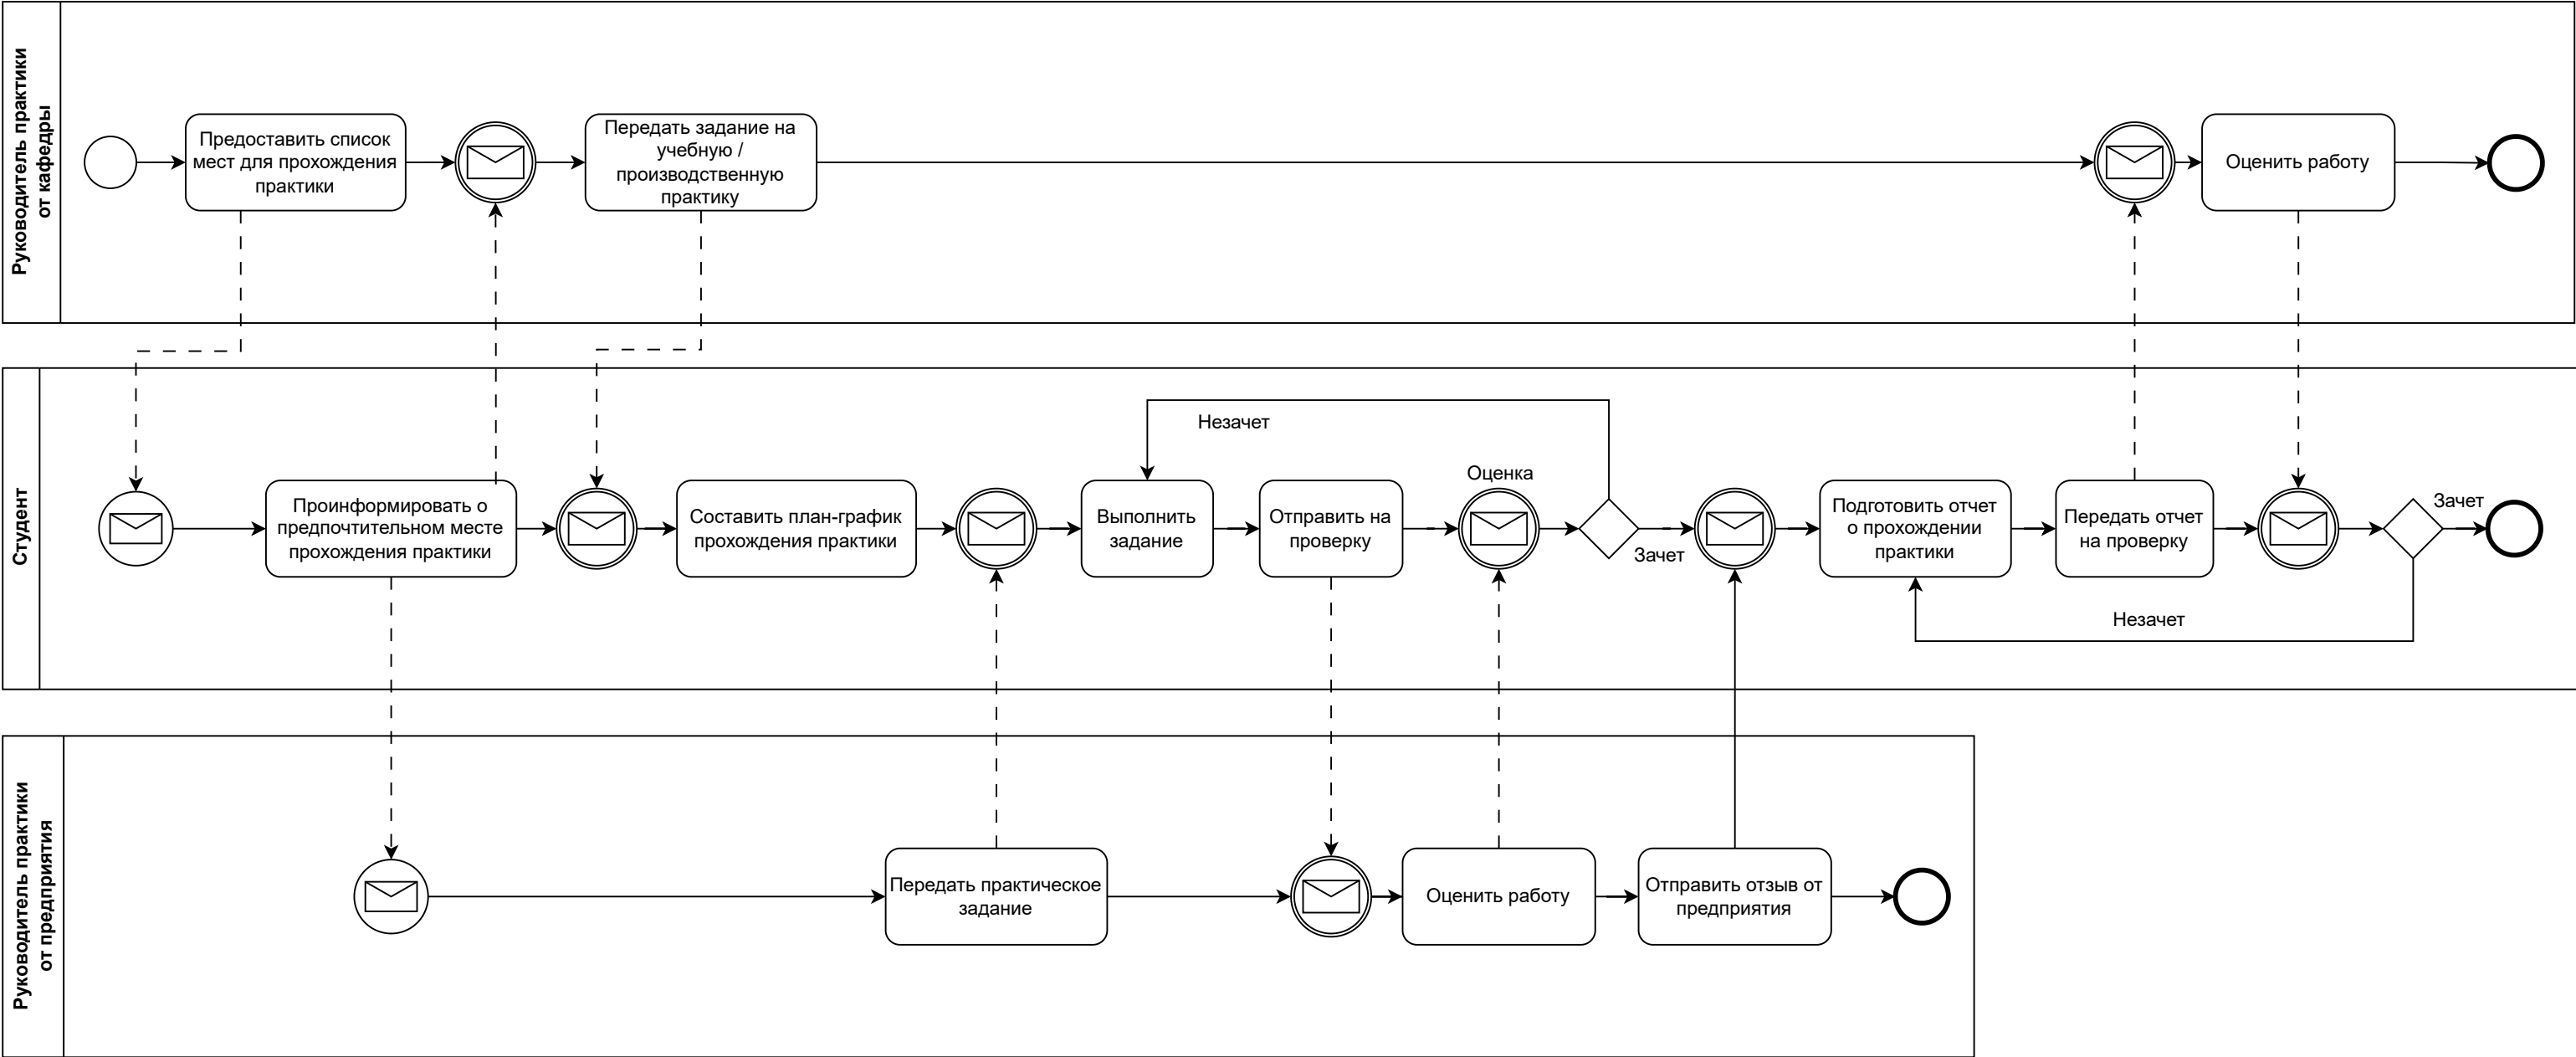 Руководитель практики
от кафедры
Предоставить список
мест для прохождения
практики
Передать задание на
учебную /
производственную
практику
Оценить работу
Студент
Проинформировать о
предпочтительном месте
прохождения практики
Составить план-график
прохождения практики
Незачет
Выполнить
задание
Отправить на
проверку
Оценка
Зачет
Подготовить отчет
о прохождении
практики
Передать отчет
на проверку
Зачет
Незачет
Руководитель практики
от предприятия
Передать практическое
задание
Оценить работу
Отправить отзыв от
предприятия